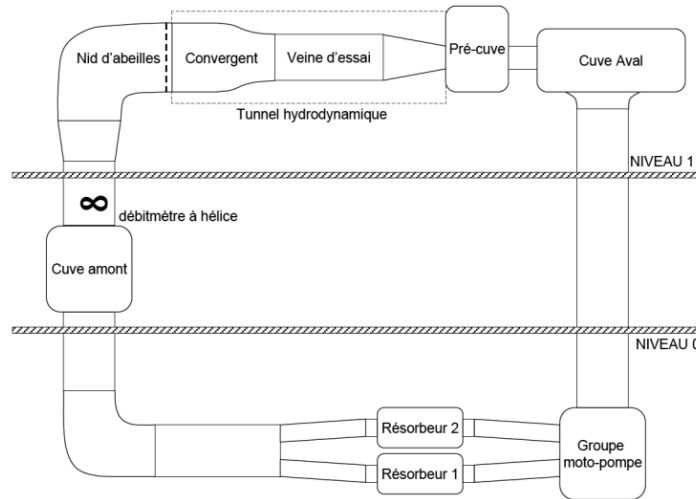 Nid d'abeilles
Convergent
Veine d'essai
Pré-cuve
Cuve Aval
Tunnel hydrodynamique
NIVEAU 1
débitmètre à hélice
Cuve amont
NIVEAU 0
Résorbeur 2
Résorbeur 1
Groupe
moto-pompe